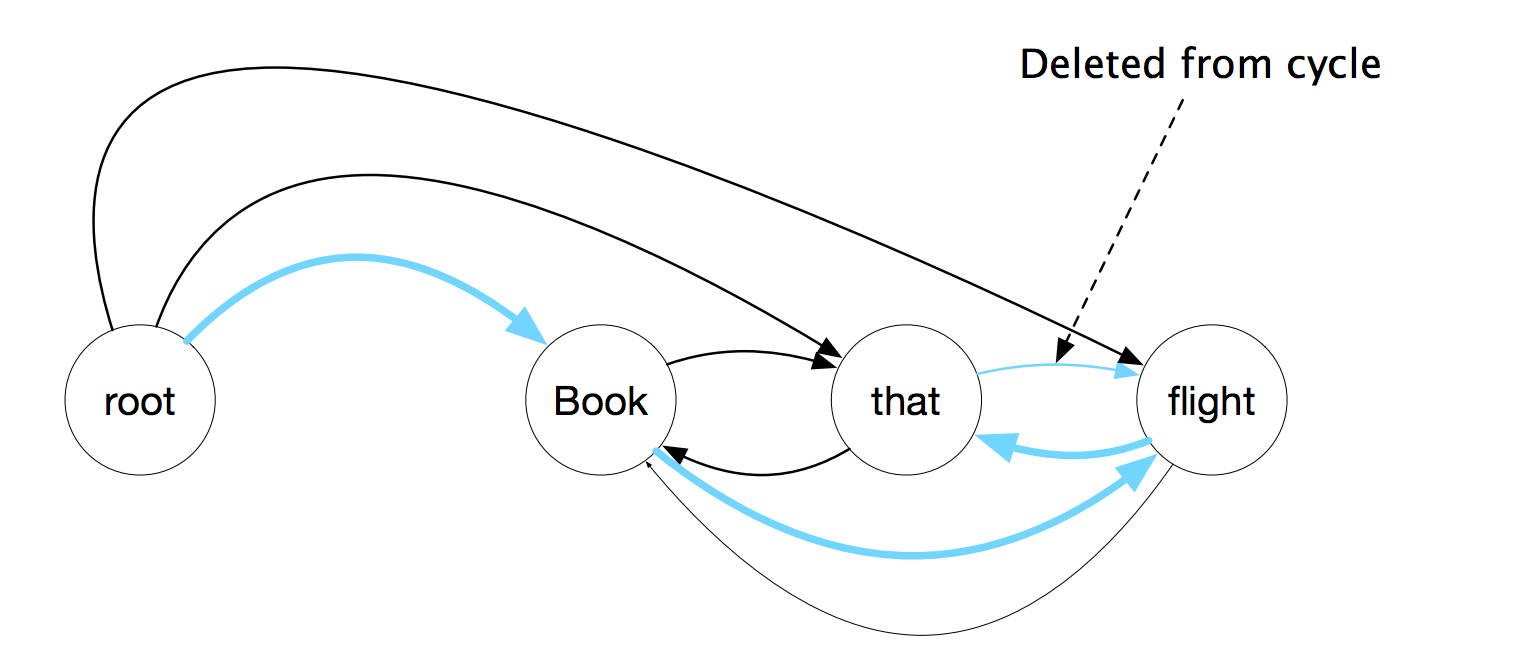 Deleted from cycle
root
Book
that
flight